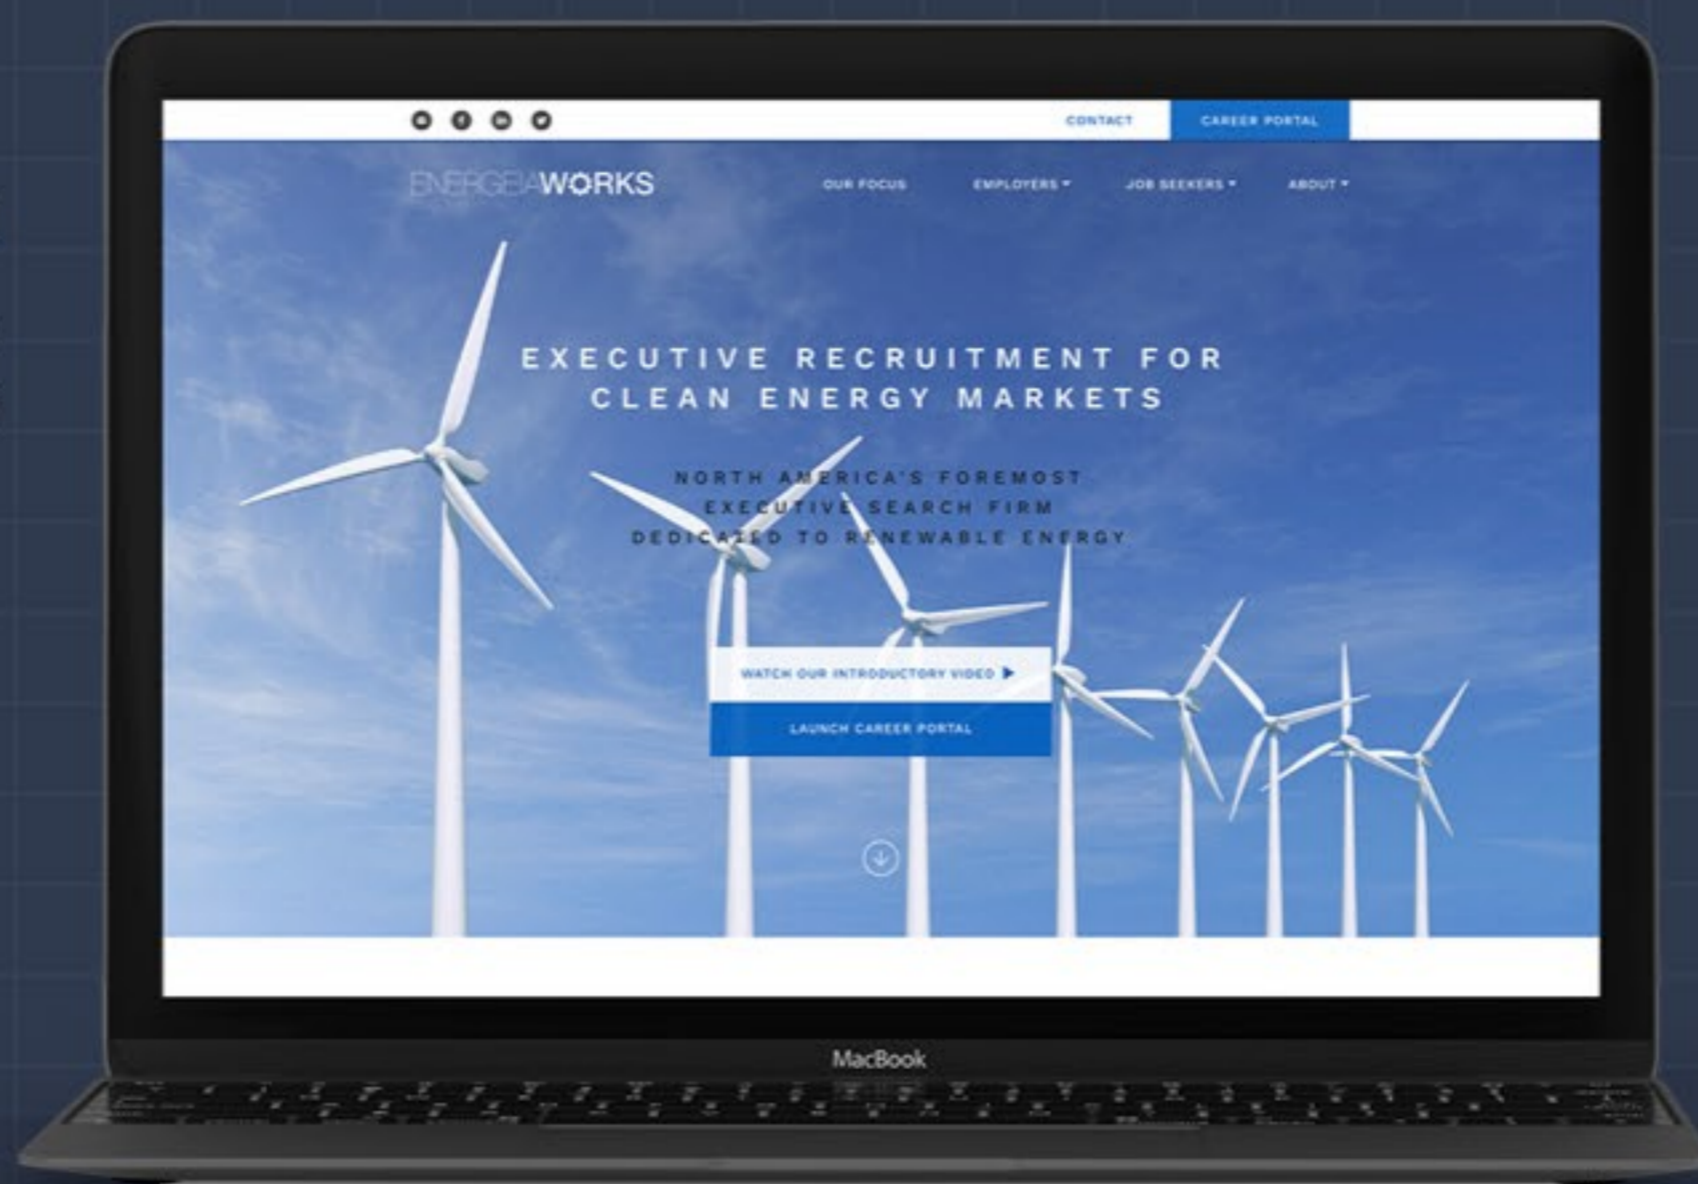 CONTACT
CAREER PORTAL
ENERGEIAWORKS
OUR FOCUS
EMPLOYERS
JOB SEEKERS
ABOUT
EXECUTIVE RECRUITMENT FOR
CLEAN ENERGY MARKETS
NORTH AMERICA'S FOREMOST
EXECUTIVE SEARCH FIRM
DEDICATED TO RENEWABLE ENERGY
WATCH OUR INTRODUCTORY VIDEO
LAUNCH CAREER PORTAL
MacBook